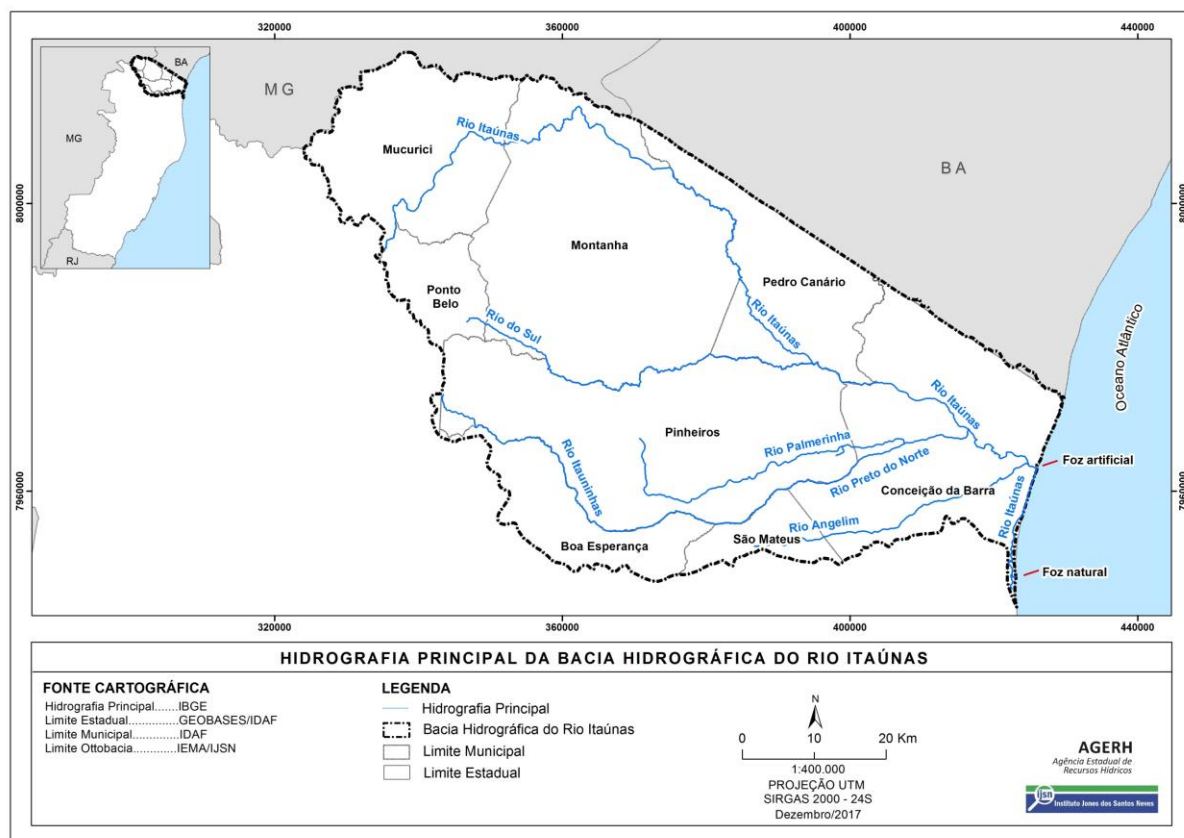 320000
360000
400000
440000
BA
MG
RJ
MG
BA
8000000
8000000
7960000
7960000
Rio Itaúnas
Mucurici
Montanha
Pedro Canário
Ponto
Belo
Rio do Sul
Rio Itaúnas
Oceano Atlântico
Rio Itaúnas
Pinheiros
Rio Palmerinha
Rio Itauninhas
Rio Preto do Norte
Foz artificial
Conceição da Barra
Rio Itaúnas
Rio Angelim
São Mateus
Boa Esperança
Foz natural
320000
360000
400000
440000
HIDROGRAFIA PRINCIPAL DA BACIA HIDROGRÁFICA DO RIO ITAÚNAS
FONTE CARTOGRÁFICA
Hidrografia Principal......IBGE
Limite Estadual..............GEOBASES/IDAF
Limite Municipal.............IDAF
Limite Ottobacia............IEMA/IJSN
LEGENDA
Hidrografia Principal
Bacia Hidrográfica do Rio Itaúnas
Limite Municipal
Limite Estadual
N
0 10 20 Km
1:400.000
PROJEÇÃO UTM
SIRGAS 2000 - 24S
Dezembro/2017
AGERH
Agência Estadual de
Recursos Hídricos
ijsn
Instituto Jones dos Santos Neves